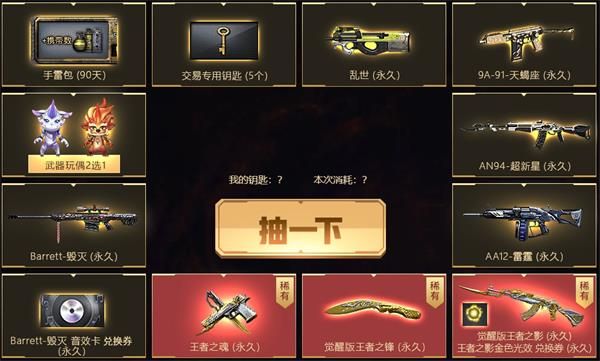 +携带数
手雷包 (90天)
交易专用钥匙 (5个)
乱世 (永久)
9A-91-天蝎座 (永久)
武器玩偶2选1
AN94-超新星 (永久)
我的钥匙：？
本次消耗：？
抽一下
Barrett-毁灭 (永久)
AA12-雷霆 (永久)
Barrett-毁灭 音效卡 兑换券
(永久)
稀有
王者之魂 (永久)
稀有
觉醒版王者之锋 (永久)
稀有
觉醒版王者之影 (永久)
王者之影金色光效 兑换券 (永久)